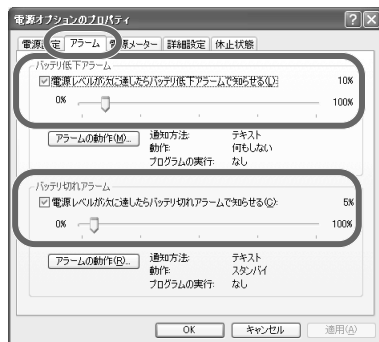 電源オプションのプロパティ
電源設定 アラーム 電源メーター 詳細設定 休止状態
バッテリ低下アラーム
電源レベルが次に達したらバッテリ低下アラームで知らせる(L): 10%
0% 100%
アラームの動作(M)... 通知方法: テキスト
動作: 何もしない
プログラムの実行: なし
バッテリ切れアラーム
電源レベルが次に達したらバッテリ切れアラームで知らせる(C): 5%
0% 100%
アラームの動作(R)... 通知方法: テキスト
動作: スタンバイ
プログラムの実行: なし
OK キャンセル 適用(A)